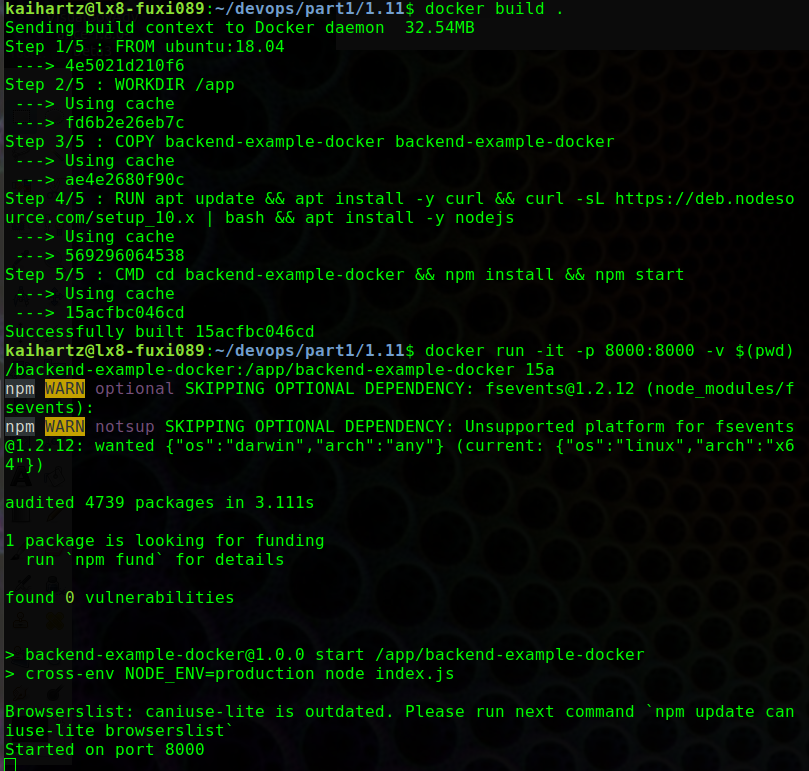 kaihartz@lx8-fuxi089:~/devops/part1/1.11$ docker build .
Sending build context to Docker daemon  32.54MB
Step 1/5 : FROM ubuntu:18.04
 ---> 4e5021d210f6
Step 2/5 : WORKDIR /app
 ---> Using cache
 ---> fd6b2e26eb7c
Step 3/5 : COPY backend-example-docker backend-example-docker
 ---> Using cache
 ---> ae4e2680f90c
Step 4/5 : RUN apt update && apt install -y curl && curl -sL https://deb.nodeso
urce.com/setup_10.x | bash && apt install -y nodejs
 ---> Using cache
 ---> 569296064538
Step 5/5 : CMD cd backend-example-docker && npm install && npm start
 ---> Using cache
 ---> 15acfbc046cd
Successfully built 15acfbc046cd
kaihartz@lx8-fuxi089:~/devops/part1/1.11$ docker run -it -p 8000:8000 -v $(pwd)
/backend-example-docker:/app/backend-example-docker 15a
npm WARN optional SKIPPING OPTIONAL DEPENDENCY: fsevents@1.2.12 (node_modules/f
sevents):
npm WARN notsup SKIPPING OPTIONAL DEPENDENCY: Unsupported platform for fsevents
@1.2.12: wanted {"os":"darwin","arch":"any"} (current: {"os":"linux","arch":"x6
4"})
audited 4739 packages in 3.111s
1 package is looking for funding
  run `npm fund` for details
found 0 vulnerabilities
> backend-example-docker@1.0.0 start /app/backend-example-docker
> cross-env NODE_ENV=production node index.js
Browserslist: caniuse-lite is outdated. Please run next command `npm update can
iuse-lite browserslist`
Started on port 8000